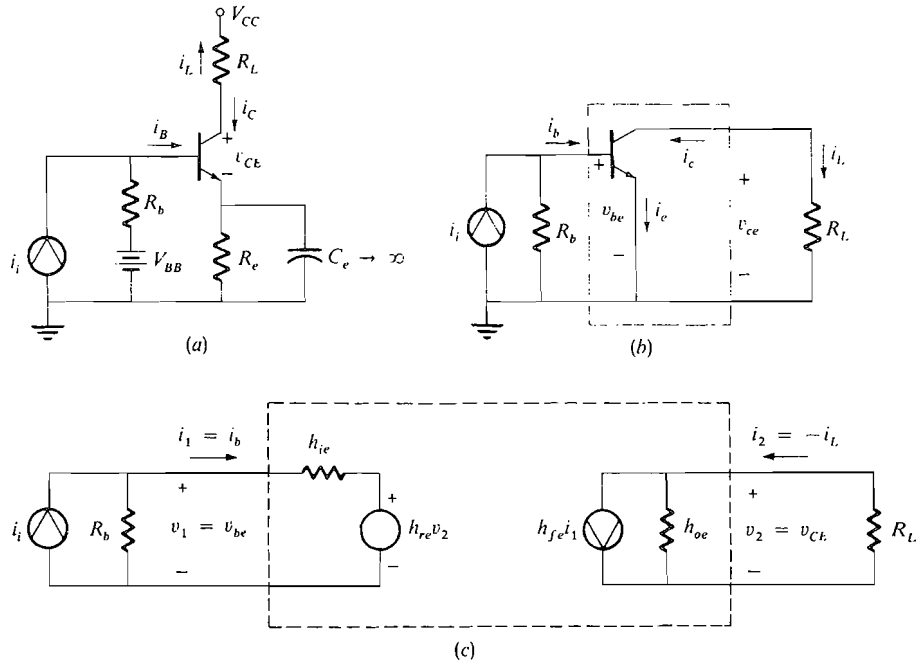 V_CC
i_L R_L
i_C
i_B + v_CE −
R_b
i_i V_BB R_e C_e → ∞
(a)
i_b i_c i_L
+ v_be − i_e + v_ce −
i_i R_b R_L
(b)
i_1 = i_b h_ie i_2 = −i_L
+ + +
i_i R_b v_1 = v_be h_re v_2 h_fe i_1 h_oe v_2 = v_CE R_L
− − −
(c)